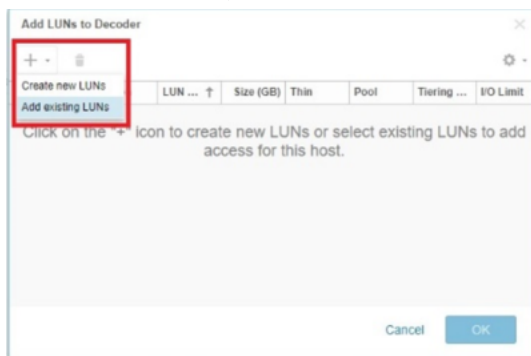 Add LUNs to Decoder
Create new LUNs
Add existing LUNs
LUN ... ↑ Size (GB) Thin Pool Tiering ... I/O Limit
Click on the "+" icon to create new LUNs or select existing LUNs to add
access for this host.
Cancel OK